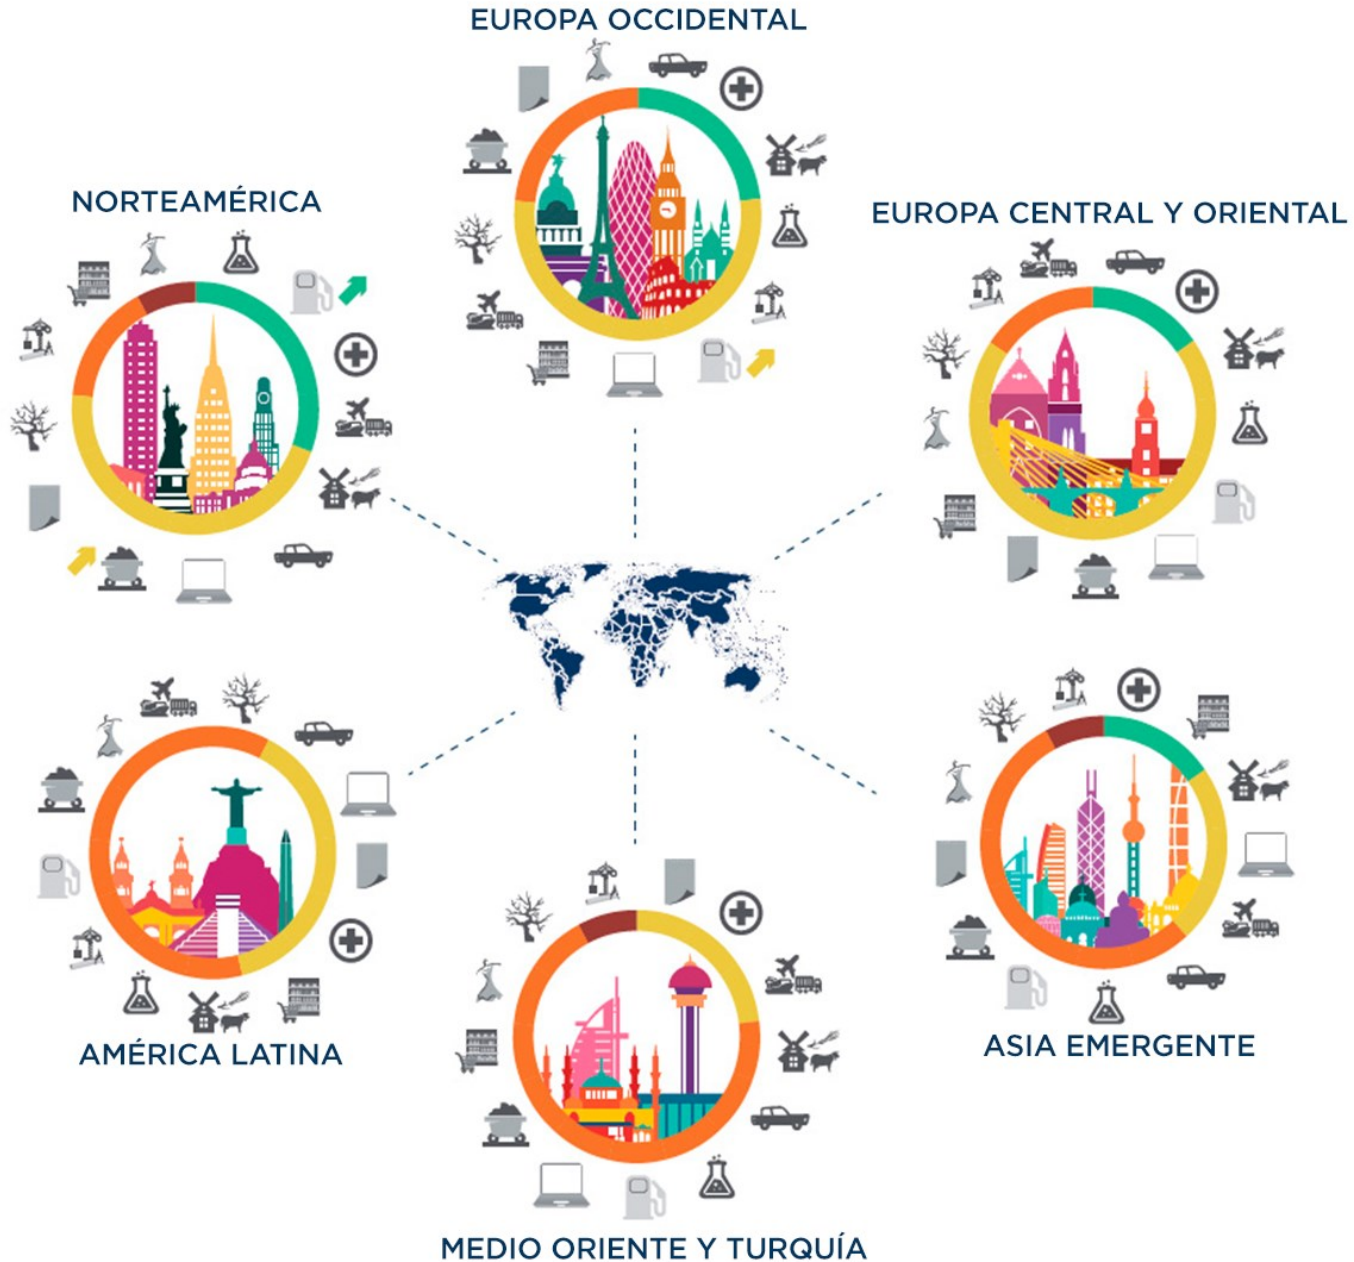 EUROPA OCCIDENTAL
NORTEAMÉRICA
EUROPA CENTRAL Y ORIENTAL
AMÉRICA LATINA
ASIA EMERGENTE
MEDIO ORIENTE Y TURQUÍA